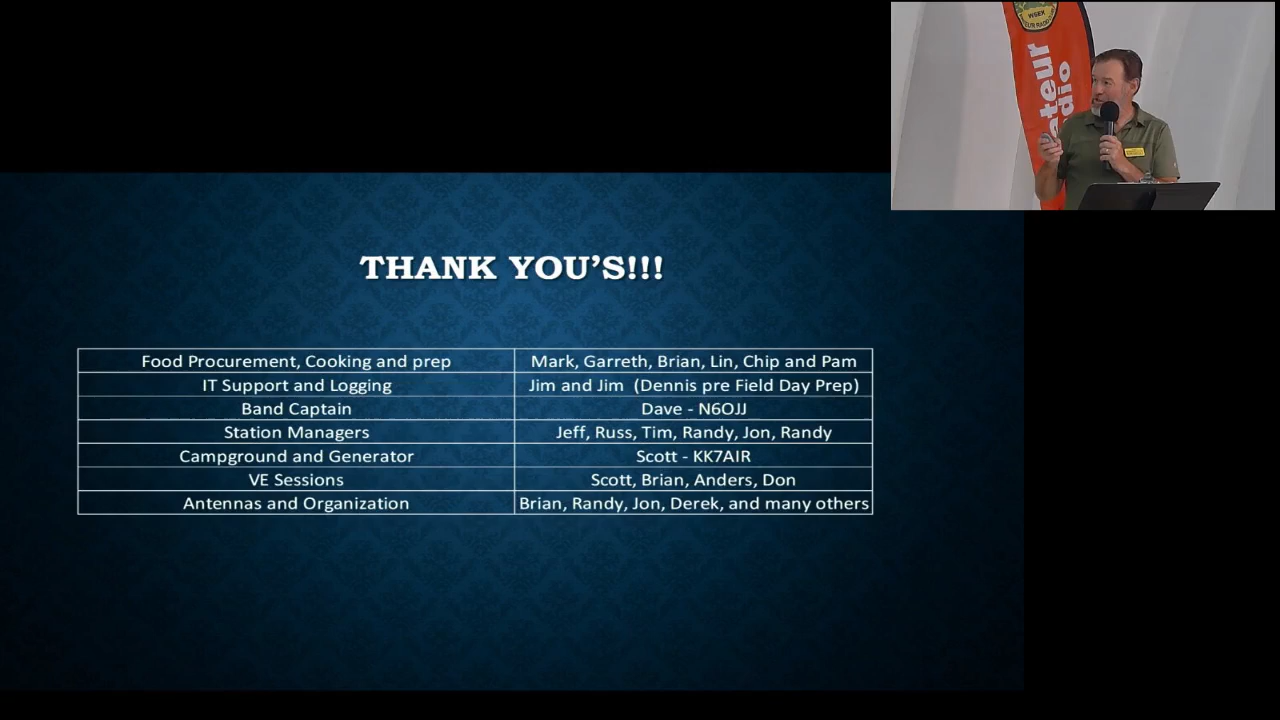 W6EK
ateur
dio
THANK YOU'S!!!
Food Procurement, Cooking and prep Mark, Garreth, Brian, Lin, Chip and Pam
IT Support and Logging Jim and Jim (Dennis pre Field Day Prep)
Band Captain Dave - N6OJJ
Station Managers Jeff, Russ, Tim, Randy, Jon, Randy
Campground and Generator Scott - KK7AIR
VE Sessions Scott, Brian, Anders, Don
Antennas and Organization Brian, Randy, Jon, Derek, and many others